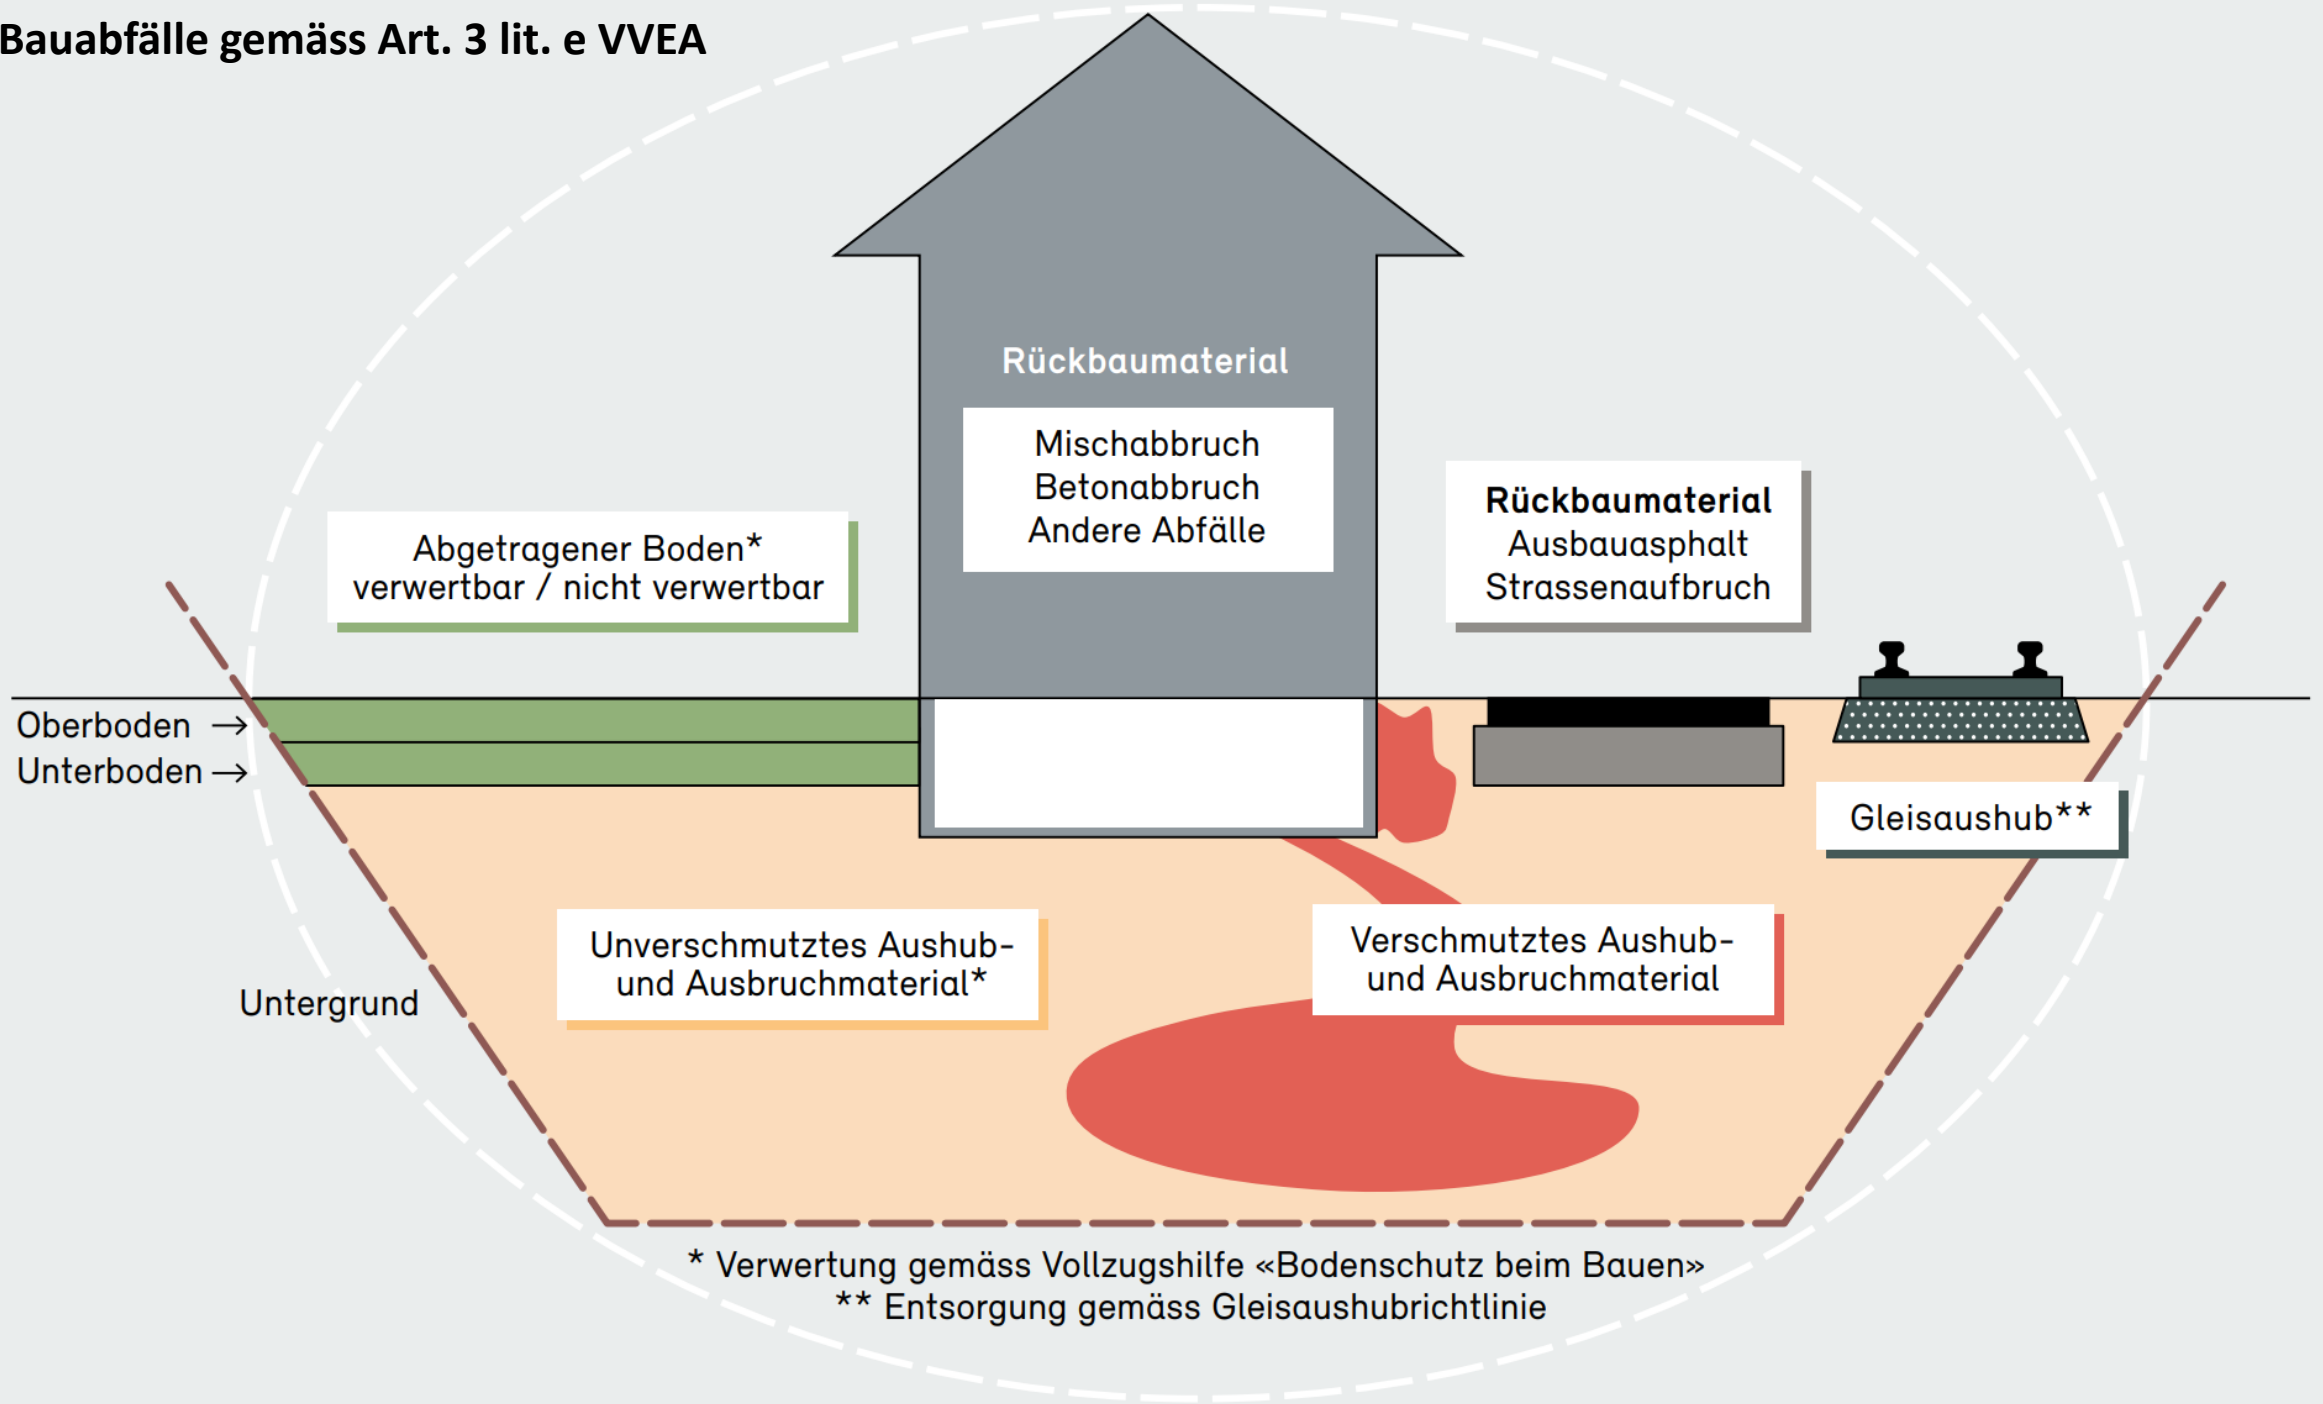 Bauabfälle gemäss Art. 3 lit. e VVEA
Rückbaumaterial
Mischabbruch
Betonabbruch
Andere Abfälle
Rückbaumaterial
Ausbauasphalt
Strassenaufbruch
Abgetragener Boden*
verwertbar / nicht verwertbar
Oberboden →
Unterboden →
Gleisaushub**
Unverschmutztes Aushub-
und Ausbruchmaterial*
Verschmutztes Aushub-
und Ausbruchmaterial
Untergrund
* Verwertung gemäss Vollzugshilfe «Bodenschutz beim Bauen»
** Entsorgung gemäss Gleisaushubrichtlinie